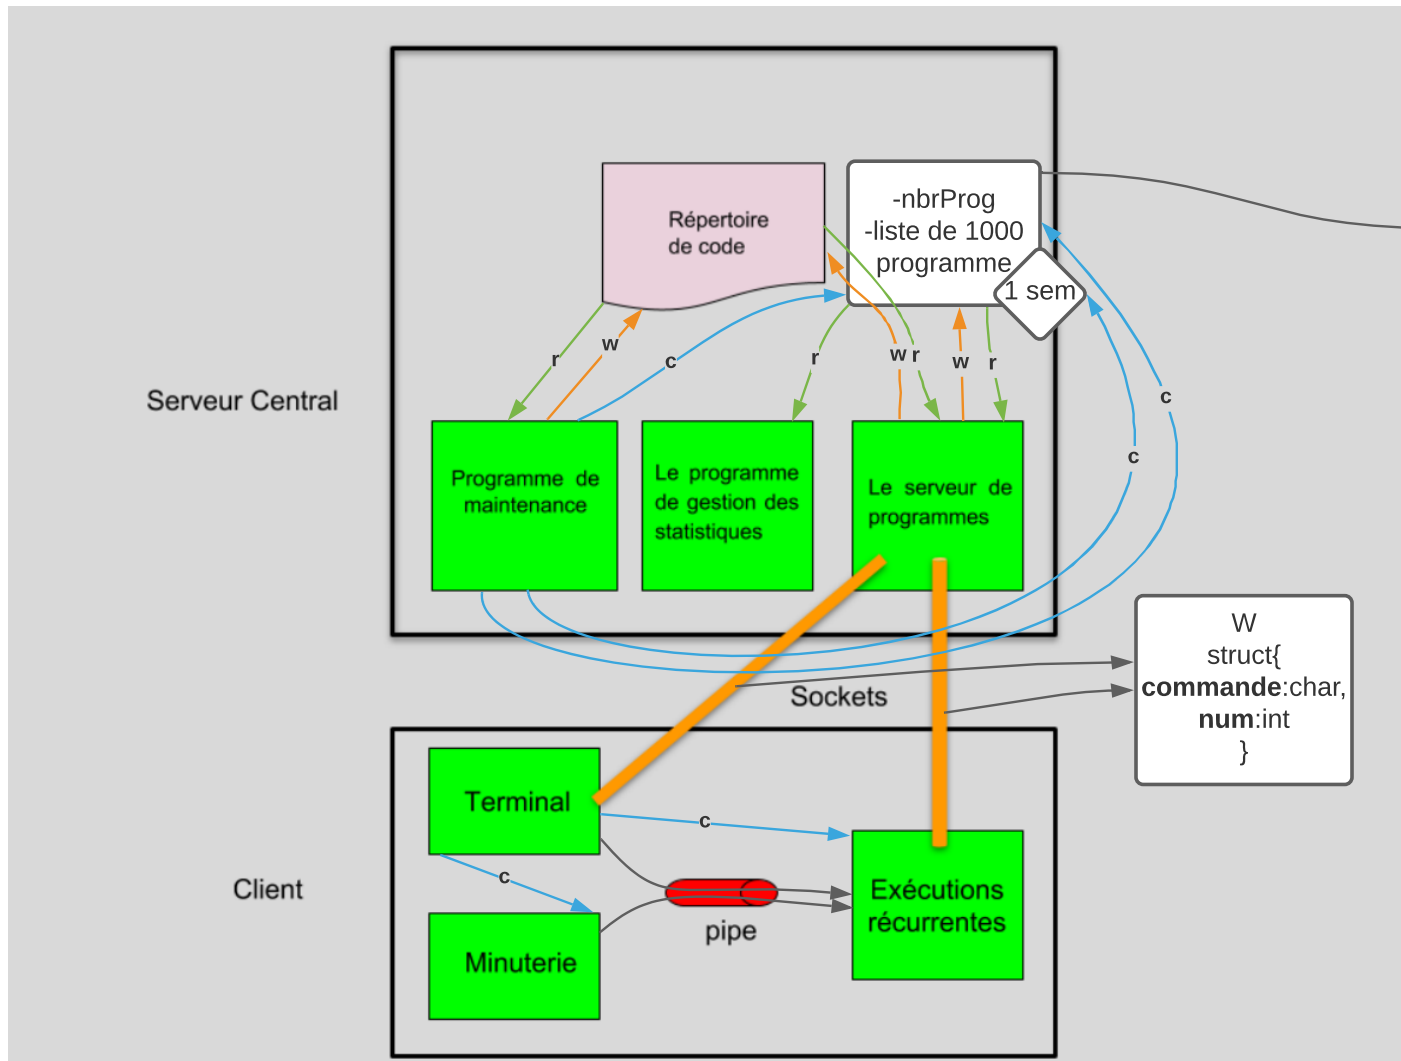 Répertoire
de code
-nbrProg
-liste de 1000
programme
1 sem
r
w
c
r
w
r
w
r
c
c
Serveur Central
Programme de
maintenance
Le programme
de gestion des
statistiques
Le serveur de
programmes
W
struct{
commande:char,
num:int
}
Sockets
Client
Terminal
c
c
Minuterie
pipe
Exécutions
récurrentes